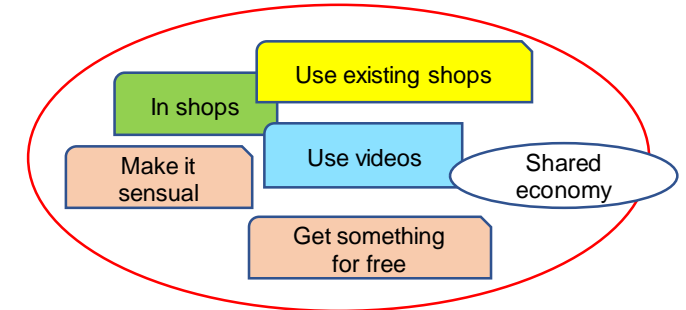 Use existing shops
In shops
Use videos
Make it
sensual
Shared
economy
Get something
for free